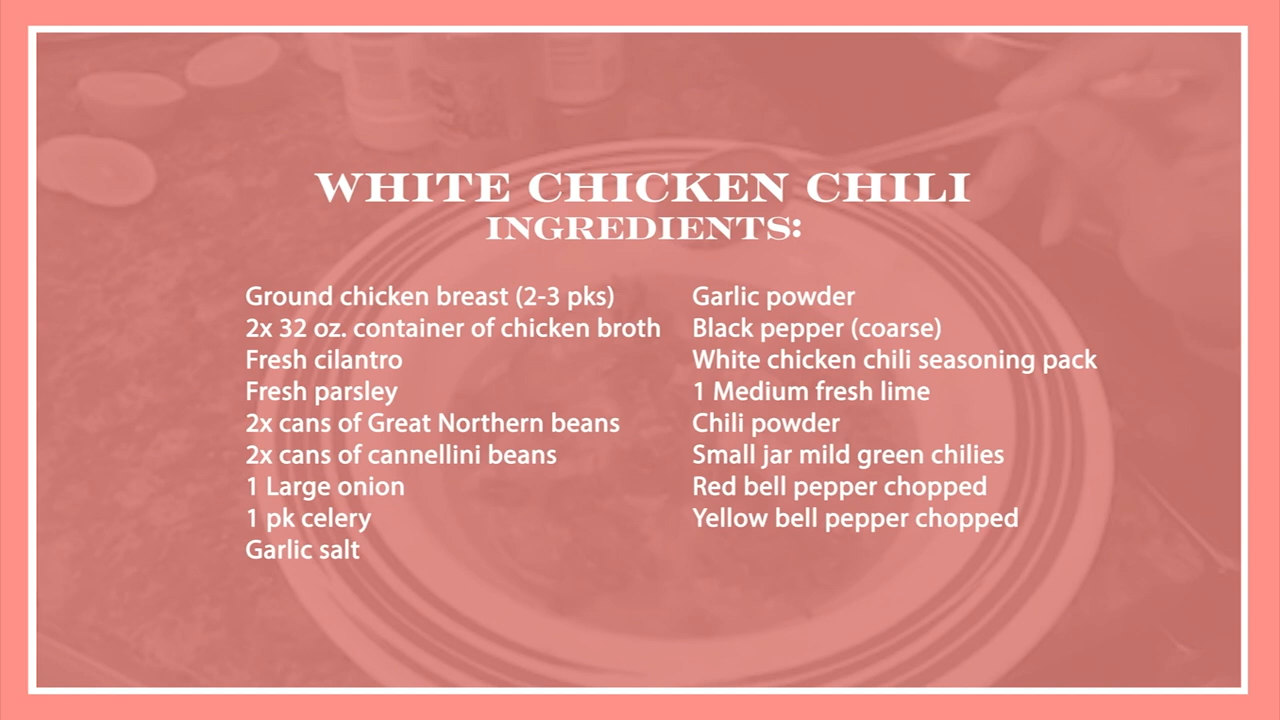 WHITE CHICKEN CHILI
INGREDIENTS:
Ground chicken breast (2-3 pks)
2x 32 oz. container of chicken broth
Fresh cilantro
Fresh parsley
2x cans of Great Northern beans
2x cans of cannellini beans
1 Large onion
1 pk celery
Garlic salt
Garlic powder
Black pepper (coarse)
White chicken chili seasoning pack
1 Medium fresh lime
Chili powder
Small jar mild green chilies
Red bell pepper chopped
Yellow bell pepper chopped